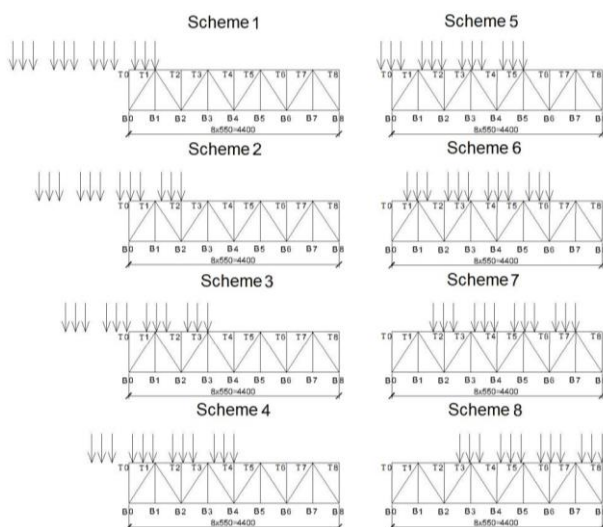 Scheme 1
T0 T1 T2 T3 T4 T5 T6 T7 T8
B0 B1 B2 B3 B4 B5 B6 B7 B8
8x550=4400
Scheme 2
T0 T1 T2 T3 T4 T5 T6 T7 T8
B0 B1 B2 B3 B4 B5 B6 B7 B8
8x550=4400
Scheme 3
T0 T1 T2 T3 T4 T5 T6 T7 T8
B0 B1 B2 B3 B4 B5 B6 B7 B8
8x550=4400
Scheme 4
T0 T1 T2 T3 T4 T5 T6 T7 T8
B0 B1 B2 B3 B4 B5 B6 B7 B8
8x550=4400
Scheme 5
T0 T1 T2 T3 T4 T5 T6 T7 T8
B0 B1 B2 B3 B4 B5 B6 B7 B8
8x550=4400
Scheme 6
T0 T1 T2 T3 T4 T5 T6 T7 T8
B0 B1 B2 B3 B4 B5 B6 B7 B8
8x550=4400
Scheme 7
T0 T1 T2 T3 T4 T5 T6 T7 T8
B0 B1 B2 B3 B4 B5 B6 B7 B8
8x550=4400
Scheme 8
T0 T1 T2 T3 T4 T5 T6 T7 T8
B0 B1 B2 B3 B4 B5 B6 B7 B8
8x550=4400